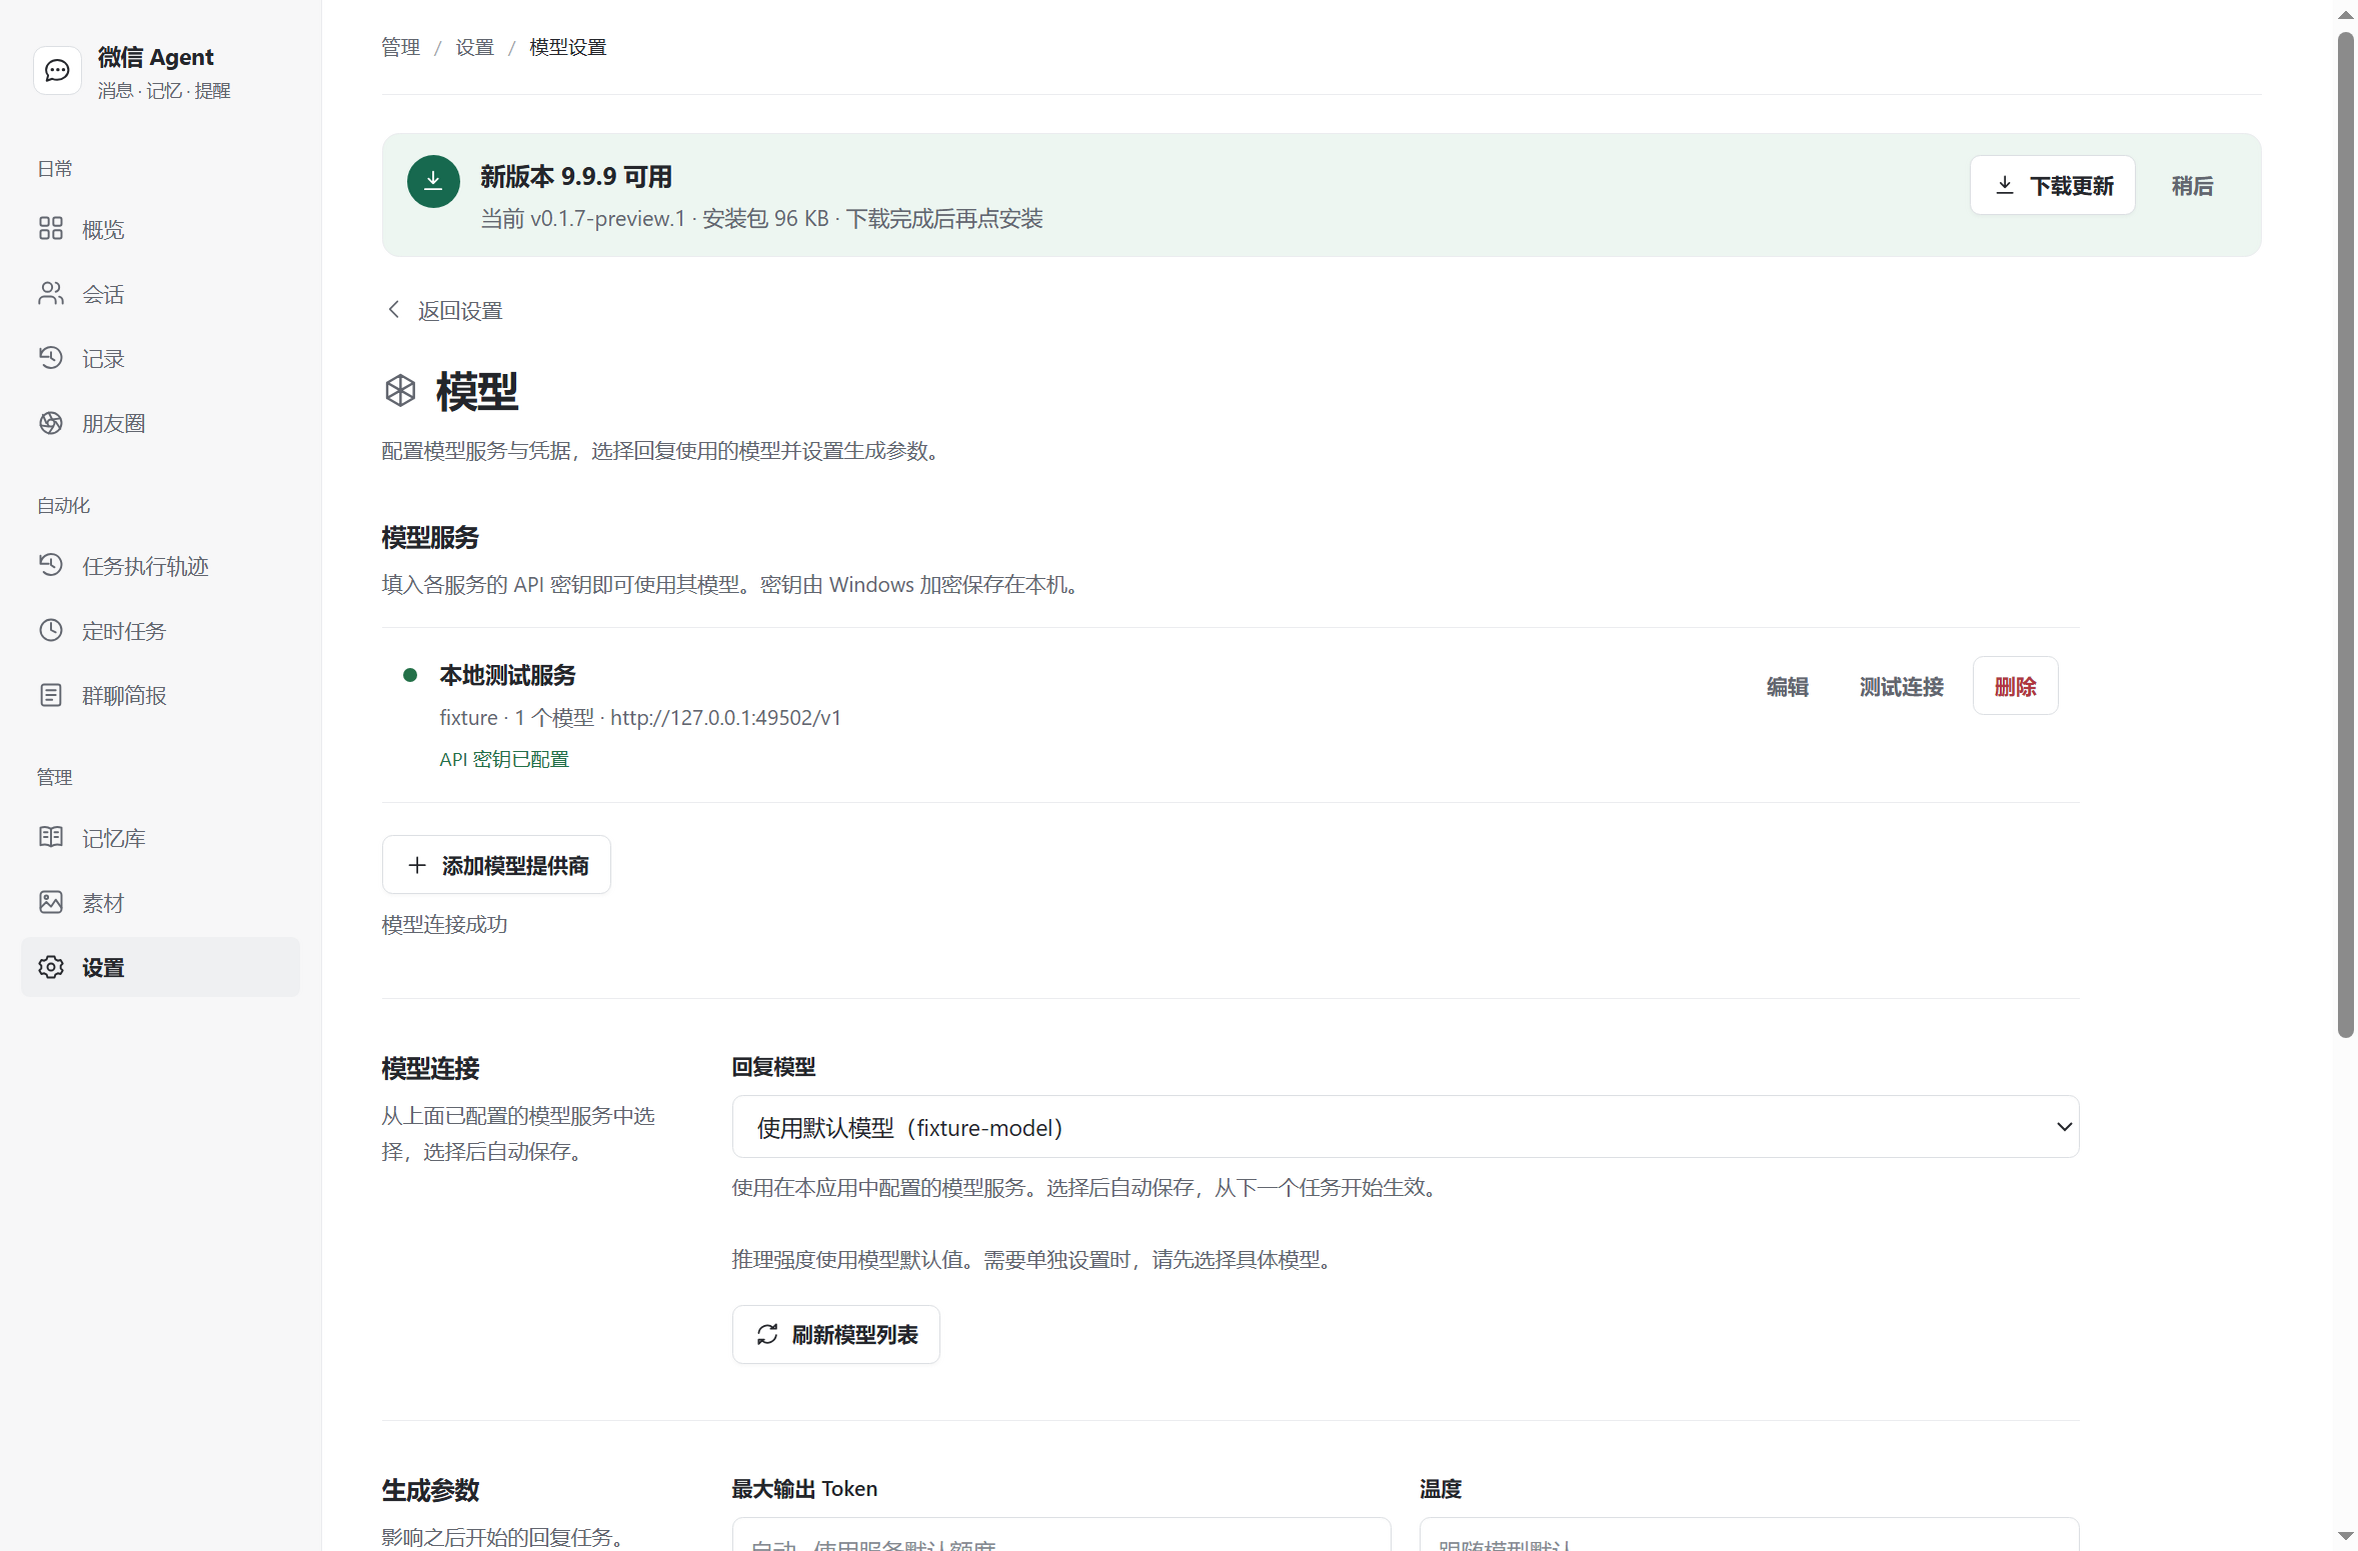 微信 Agent
消息 · 记忆 · 提醒
日常
概览
会话
记录
朋友圈
自动化
任务执行轨迹
定时任务
群聊简报
管理
记忆库
素材
设置
管理 / 设置 / 模型设置
新版本 9.9.9 可用
当前 v0.1.7-preview.1 · 安装包 96 KB · 下载完成后再点安装
下载更新
稍后
返回设置
模型
配置模型服务与凭据，选择回复使用的模型并设置生成参数。
模型服务
填入各服务的 API 密钥即可使用其模型。密钥由 Windows 加密保存在本机。
本地测试服务
fixture · 1 个模型 · http://127.0.0.1:49502/v1
API 密钥已配置
编辑
测试连接
删除
添加模型提供商
模型连接成功
模型连接
从上面已配置的模型服务中选
择，选择后自动保存。
回复模型
使用默认模型（fixture-model）
使用在本应用中配置的模型服务。选择后自动保存，从下一个任务开始生效。
推理强度使用模型默认值。需要单独设置时，请先选择具体模型。
刷新模型列表
生成参数
影响之后开始的回复任务。
最大输出 Token
温度